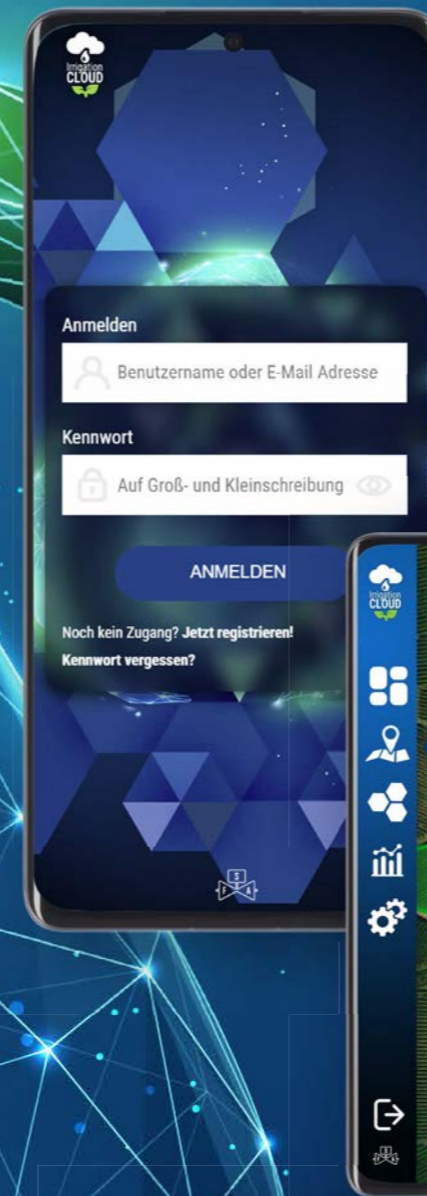 Irrigation
CLOUD
Anmelden
Benutzername oder E-Mail Adresse
Kennwort
Auf Groß- und Kleinschreibung
ANMELDEN
Noch kein Zugang? Jetzt registrieren!
Kennwort vergessen?
S
F A
Irrigation
CLOUD